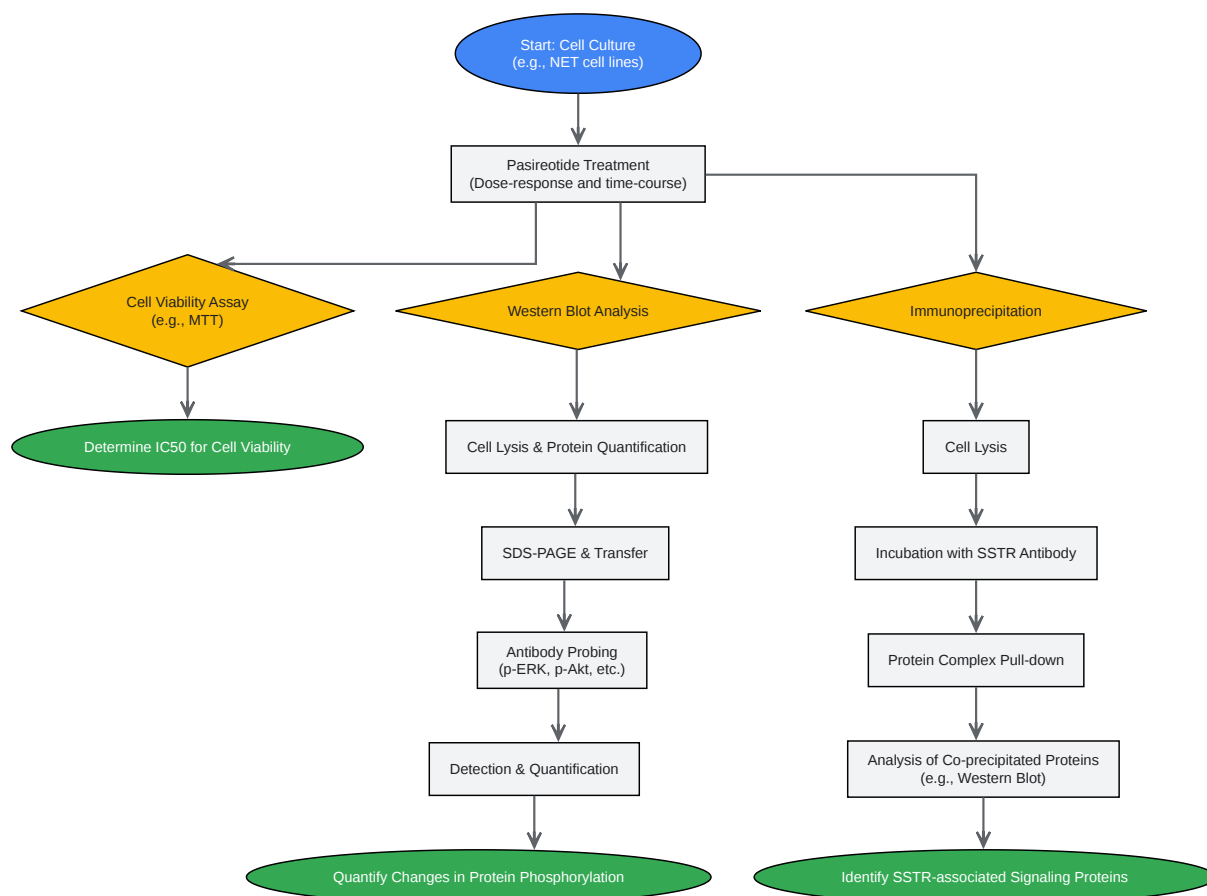 Start: Cell Culture
(e.g., NET cell lines)
Pasireotide Treatment
(Dose-response and time-course)
Cell Viability Assay
(e.g., MTT)
Western Blot Analysis
Immunoprecipitation
Determine IC50 for Cell Viability
Cell Lysis & Protein Quantification
Cell Lysis
SDS-PAGE & Transfer
Incubation with SSTR Antibody
Antibody Probing
(p-ERK, p-Akt, etc.)
Protein Complex Pull-down
Detection & Quantification
Analysis of Co-precipitated Proteins
(e.g., Western Blot)
Quantify Changes in Protein Phosphorylation
Identify SSTR-associated Signaling Proteins